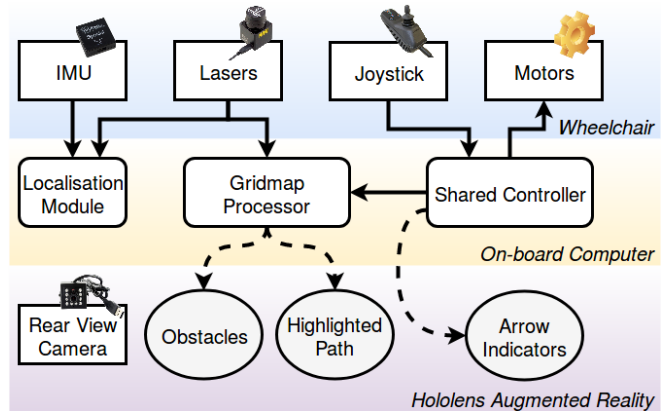 IMU
Lasers
Joystick
Motors
Wheelchair
Localisation
Module
Gridmap
Processor
Shared Controller
On-board Computer
Rear View
Camera
Obstacles
Highlighted
Path
Arrow
Indicators
Hololens Augmented Reality